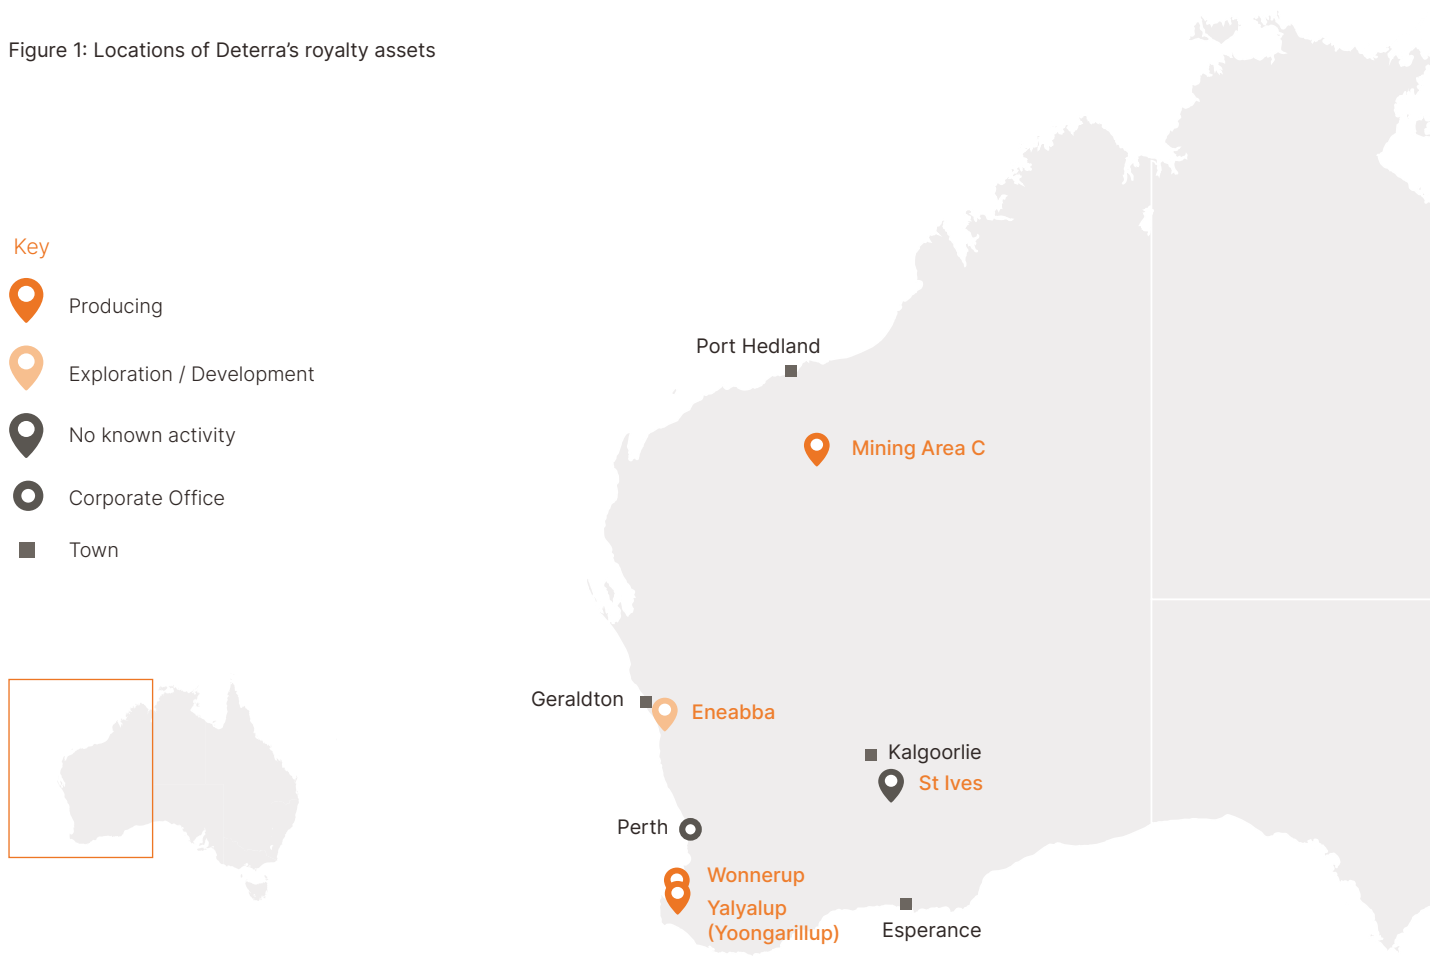 Figure 1: Locations of Deterra’s royalty assets
Key
Producing
Exploration / Development
No known activity
Corporate Office
Town
Port Hedland
Mining Area C
Geraldton
Eneabba
Kalgoorlie
St Ives
Perth
Wonnerup
Yalyalup
(Yoongarillup)
Esperance